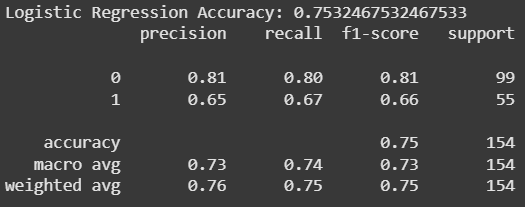 Logistic Regression Accuracy: 0.7532467532467533
precision recall f1-score support
0 0.81 0.80 0.81 99
1 0.65 0.67 0.66 55
accuracy 0.75 154
macro avg 0.73 0.74 0.73 154
weighted avg 0.76 0.75 0.75 154